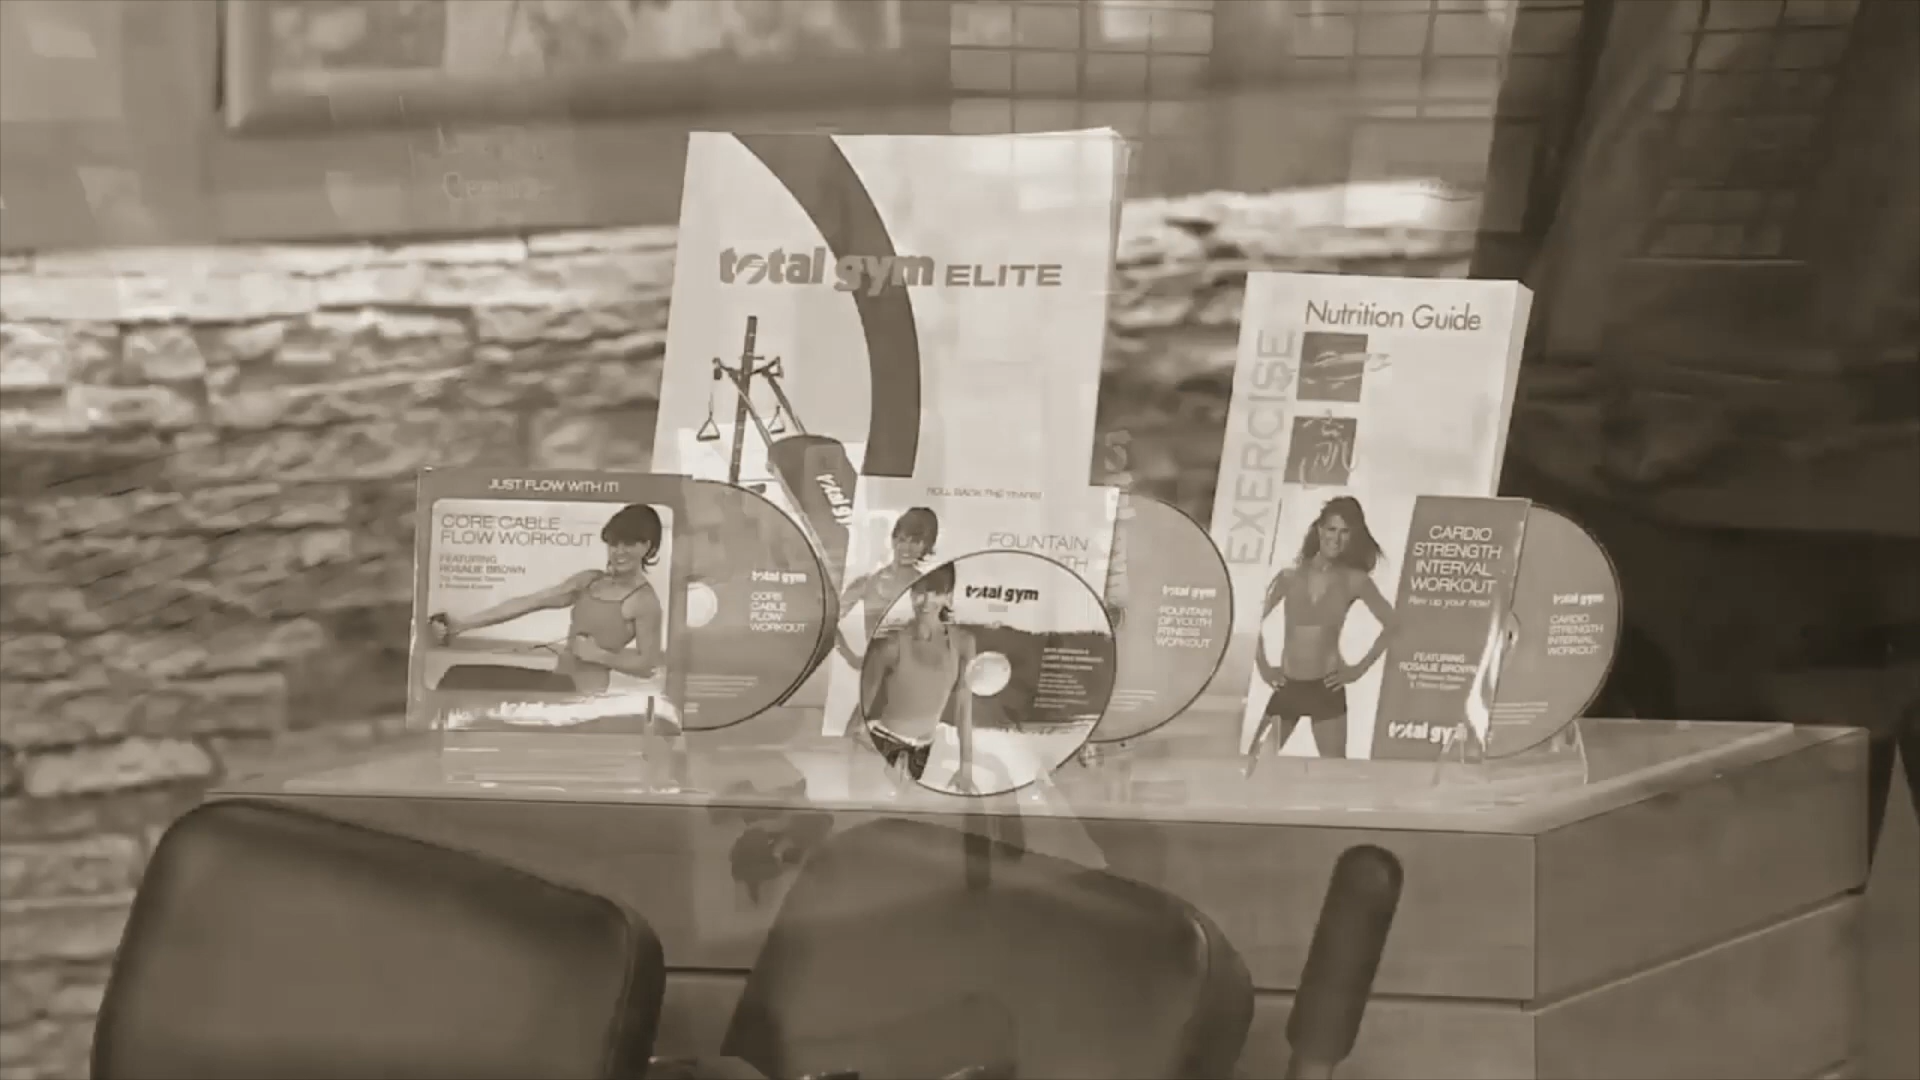 total gym ELITE
Nutrition Guide
EXERCISE
total gym
JUST FLOW WITH IT!
CORE CABLE
FLOW WORKOUT
FEATURING
ROSALIE BROWN
total gym
CORE
CABLE
FLOW
WORKOUT
ROLL BACK THE YEARS!
FOUNTAIN
total gym
total gym
FOUNTAIN
OF YOUTH
FITNESS
WORKOUT
CARDIO
STRENGTH
INTERVAL
WORKOUT
Rev up your now!
FEATURING
ROSALIE BROWN
total gym
total gym
CARDIO
STRENGTH
INTERVAL
WORKOUT